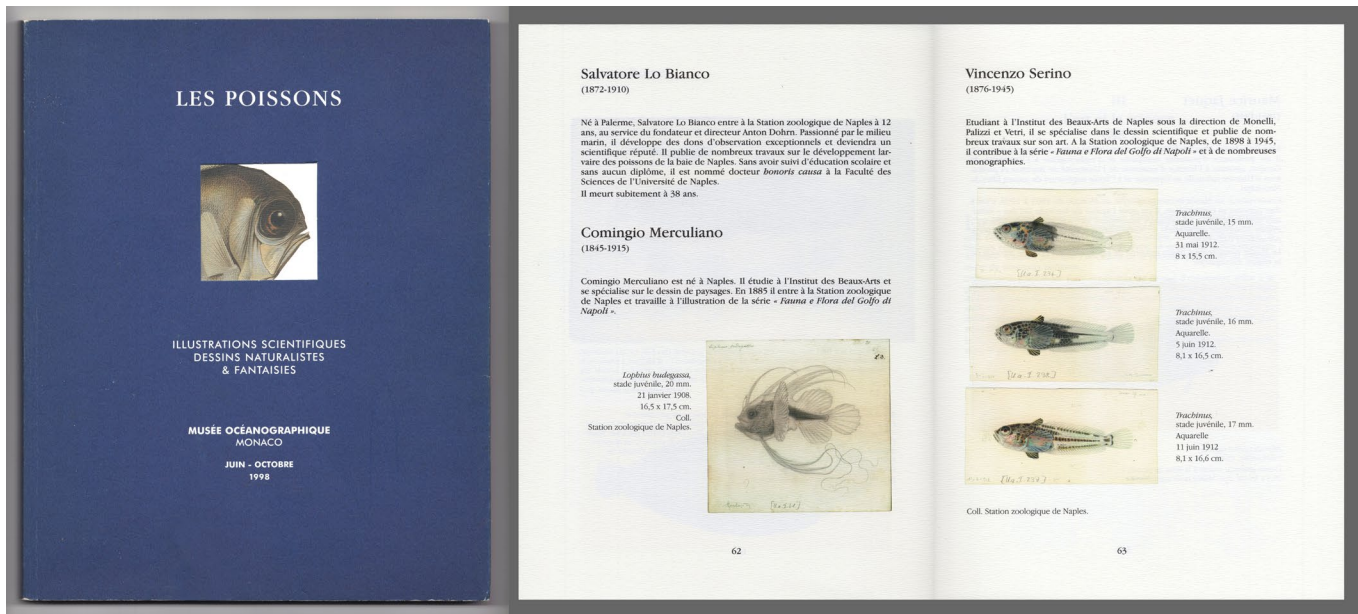 LES POISSONS
ILLUSTRATIONS SCIENTIFIQUES
DESSINS NATURALISTES
& FANTAISIES
MUSÉE OCÉANOGRAPHIQUE
MONACO
JUIN - OCTOBRE
1998
Salvatore Lo Bianco
(1872-1910)
Né à Palerme, Salvatore Lo Bianco entre à la Station zoologique de Naples à 12
ans, au service du fondateur et directeur Anton Dohrn. Passionné par le milieu
marin, il développe des dons d'observation exceptionnels et deviendra un
scientifique réputé. Il publie de nombreux travaux sur le développement lar-
vaire des poissons de la baie de Naples. Sans avoir suivi d'éducation scolaire et
sans aucun diplôme, il est nommé docteur honoris causa à la Faculté des
Sciences de l'Université de Naples.
Il meurt subitement à 38 ans.
Comingio Merculiano
(1845-1915)
Comingio Merculiano est né à Naples. Il étudie à l'Institut des Beaux-Arts et
se spécialise sur le dessin de paysages. En 1885 il entre à la Station zoologique
de Naples et travaille à l'illustration de la série « Fauna e Flora del Golfo di
Napoli ».
Lophius budegassa,
stade juvénile, 20 mm.
21 janvier 1908.
16,5 x 17,5 cm.
Coll.
Station zoologique de Naples.
62
Vincenzo Serino
(1876-1945)
Etudiant à l'Institut des Beaux-Arts de Naples sous la direction de Monelli,
Palizzi et Vetri, il se spécialise dans le dessin scientifique et publie de nom-
breux travaux sur son art. A la Station zoologique de Naples, de 1898 à 1945,
il contribue à la série « Fauna e Flora del Golfo di Napoli » et à de nombreuses
monographies.
Trachinus,
stade juvénile, 15 mm.
Aquarelle.
31 mai 1912.
8 x 15,5 cm.
Trachinus,
stade juvénile, 16 mm.
Aquarelle.
5 juin 1912.
8,1 x 16,5 cm.
Trachinus,
stade juvénile, 17 mm.
Aquarelle
11 juin 1912
8,1 x 16,6 cm.
Coll. Station zoologique de Naples.
63